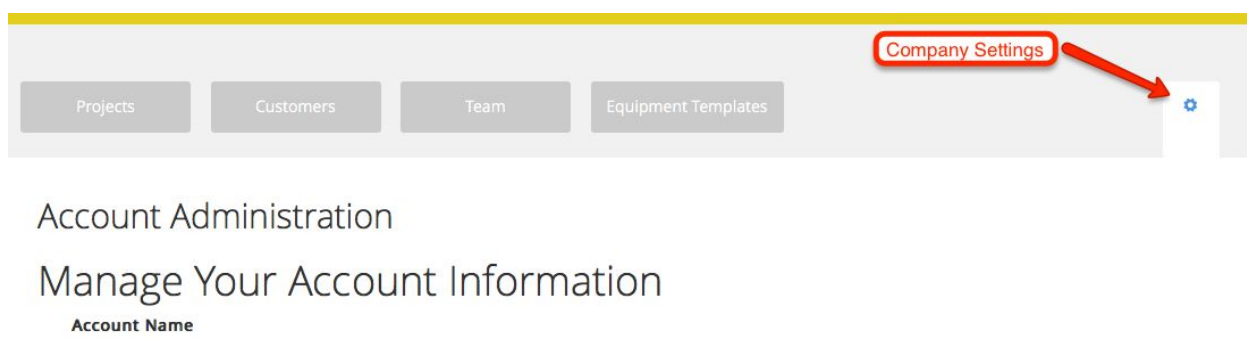 Company Settings
Projects
Customers
Team
Equipment Templates
Account Administration
Manage Your Account Information
Account Name